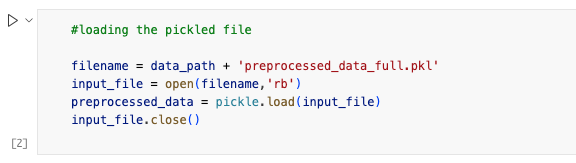 #loading the pickled file
filename = data_path + 'preprocessed_data_full.pkl'
input_file = open(filename,'rb')
preprocessed_data = pickle.load(input_file)
input_file.close()
[2]